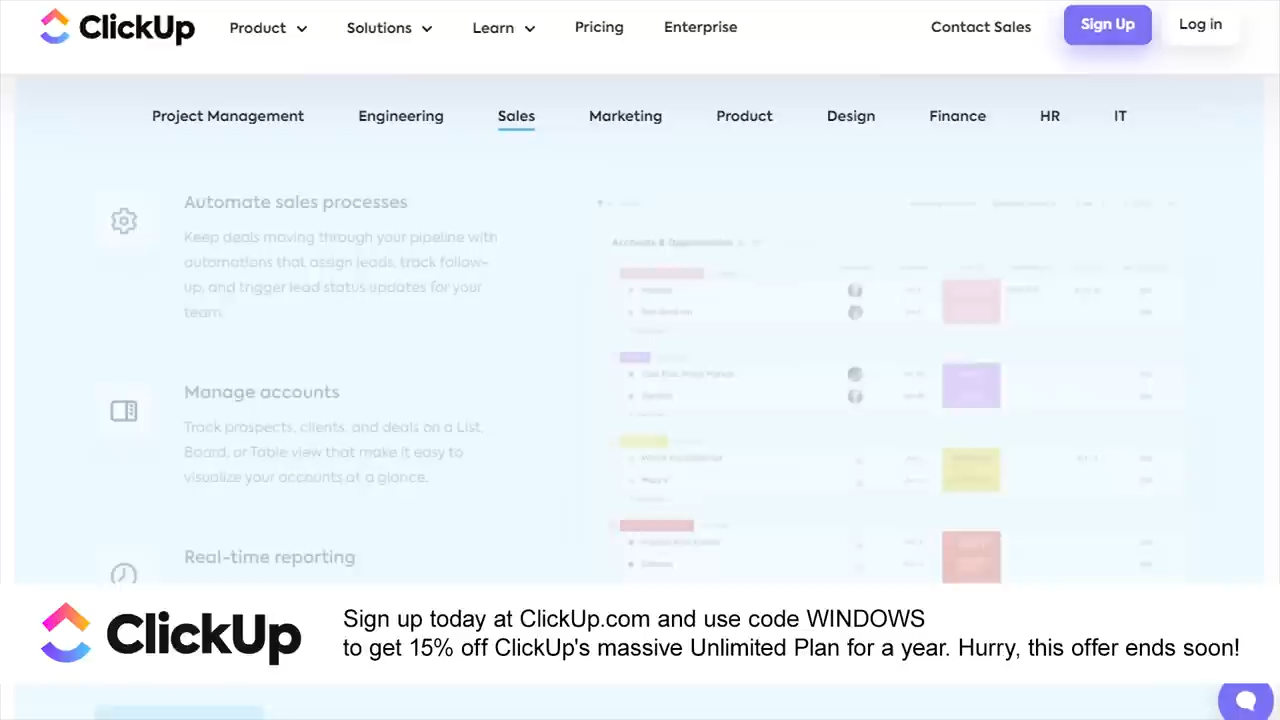 ClickUp
Product
Solutions
Learn
Pricing
Enterprise
Contact Sales
Sign Up
Log in
Project Management
Engineering
Sales
Marketing
Product
Design
Finance
HR
IT
Automate sales processes
Keep deals moving through your pipeline with
automations that assign leads, track follow-
up, and trigger lead status updates for your
team.
Manage accounts
Track prospects, clients, and deals on a List,
Board, or Table view that make it easy to
visualize your accounts at a glance.
Real-time reporting
Accounts & Opportunities
ClickUp
Sign up today at ClickUp.com and use code WINDOWS
to get 15% off ClickUp's massive Unlimited Plan for a year. Hurry, this offer ends soon!